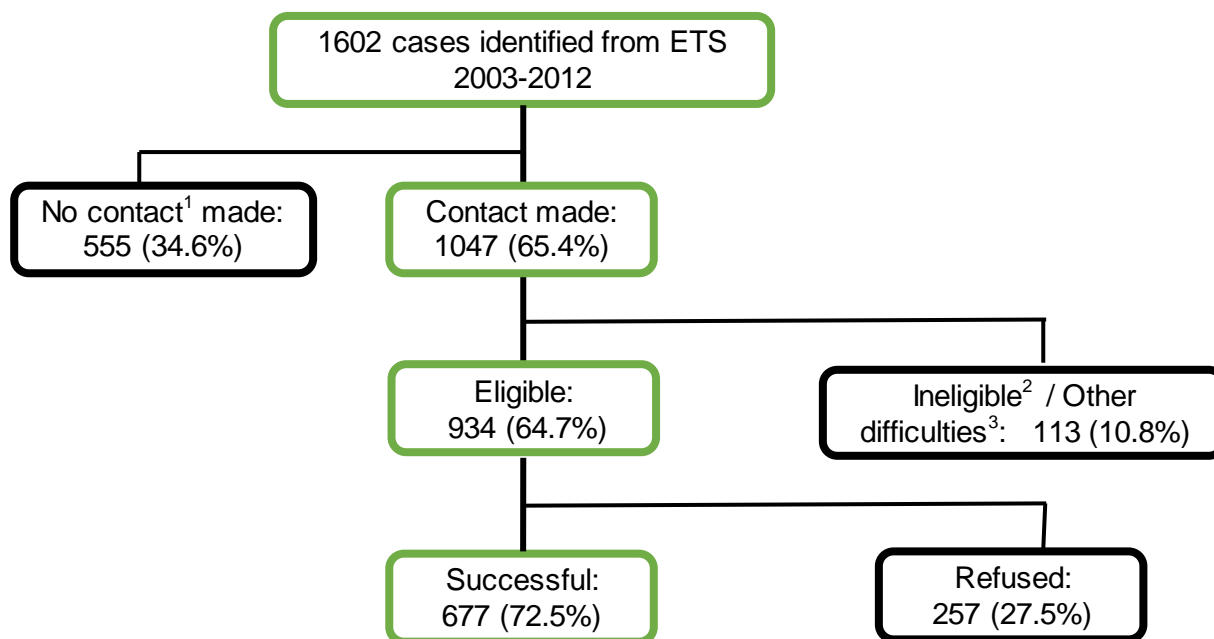 1602 cases identified from ETS
2003-2012
No contact¹ made:
555 (34.6%)
Contact made:
1047 (65.4%)
Eligible:
934 (64.7%)
Ineligible² / Other
difficulties³: 113 (10.8%)
Successful:
677 (72.5%)
Refused:
257 (27.5%)